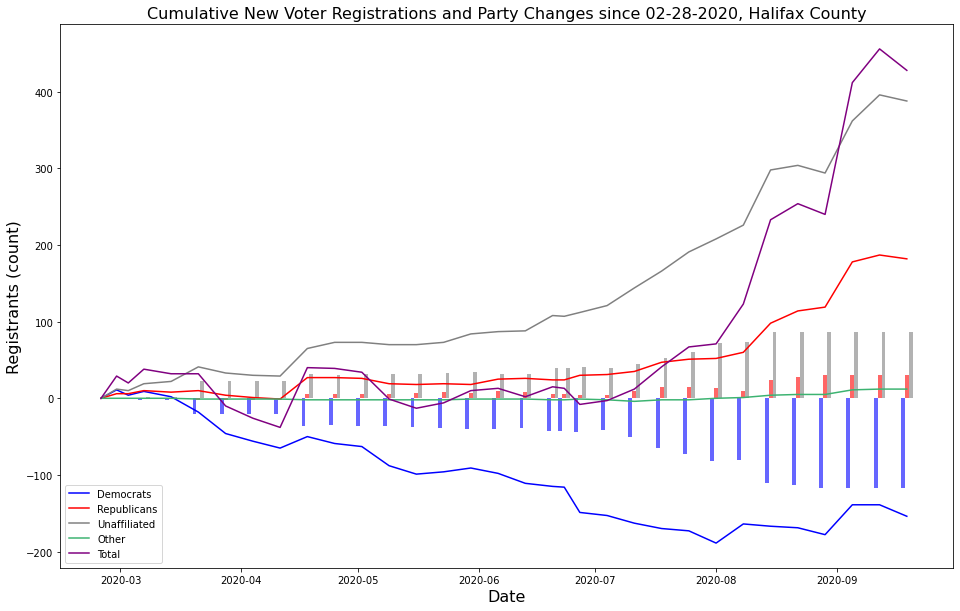 Cumulative New Voter Registrations and Party Changes since 02-28-2020, Halifax County
Registrants (count)
400
300
200
100
0
−100
−200
Democrats
Republicans
Unaffiliated
Other
Total
2020-03
2020-04
2020-05
2020-06
2020-07
2020-08
2020-09
Date